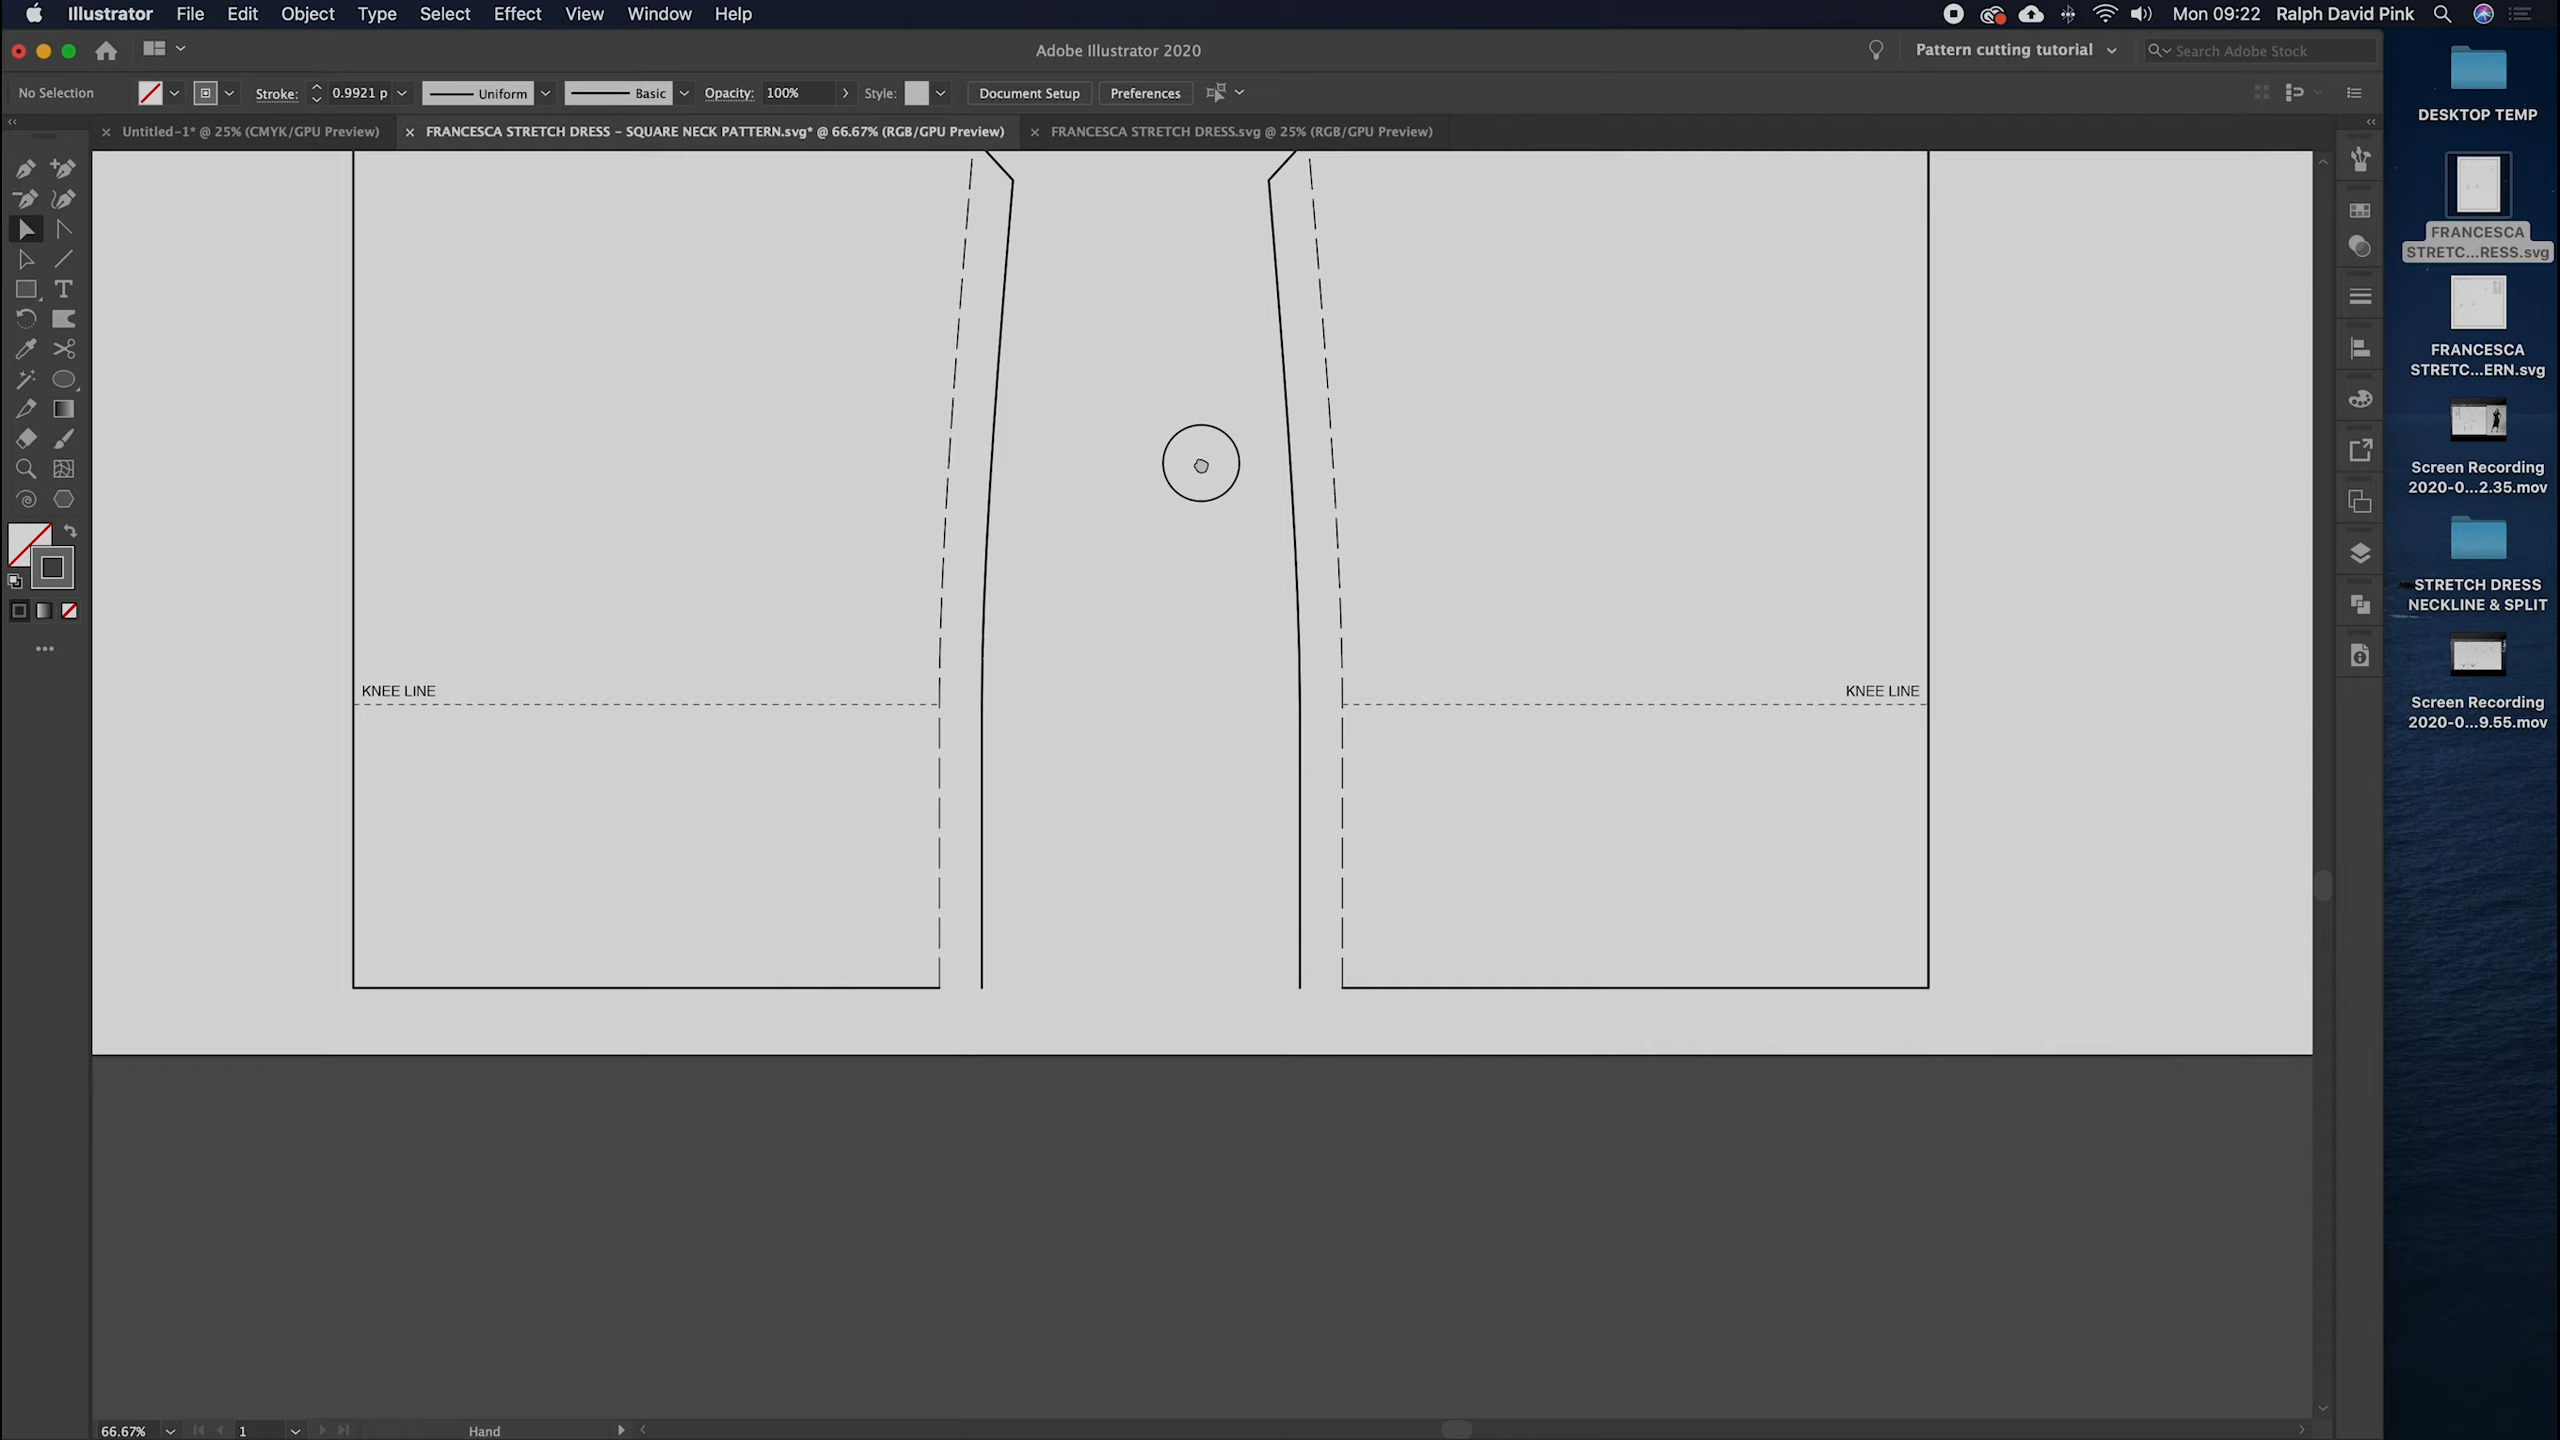 Illustrator File Edit Object Type Select Effect View Window Help
Mon 09:22 Ralph David Pink
Adobe Illustrator 2020
Pattern cutting tutorial
Search Adobe Stock
No Selection
Stroke: 0.9921 p
Uniform
Basic
Opacity: 100%
Style:
Document Setup
Preferences
Untitled-1* @ 25% (CMYK/GPU Preview)
FRANCESCA STRETCH DRESS – SQUARE NECK PATTERN.svg* @ 66.67% (RGB/GPU Preview)
FRANCESCA STRETCH DRESS.svg @ 25% (RGB/GPU Preview)
KNEE LINE
KNEE LINE
66.67%
1
Hand
DESKTOP TEMP
FRANCESCA
STRETC...RESS.svg
FRANCESCA
STRETC...ERN.svg
Screen Recording
2020-0...2.35.mov
STRETCH DRESS
NECKLINE & SPLIT
Screen Recording
2020-0...9.55.mov